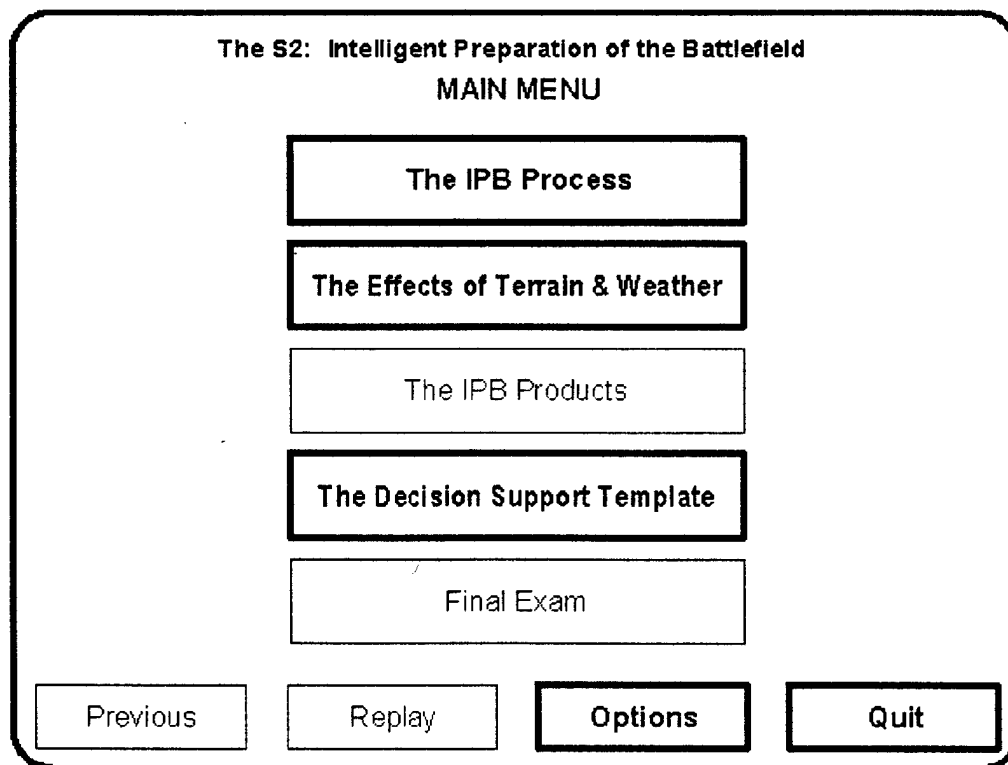 The S2: Intelligent Preparation of the Battlefield
MAIN MENU
The IPB Process
The Effects of Terrain & Weather
The IPB Products
The Decision Support Template
Final Exam
Previous
Replay
Options
Quit